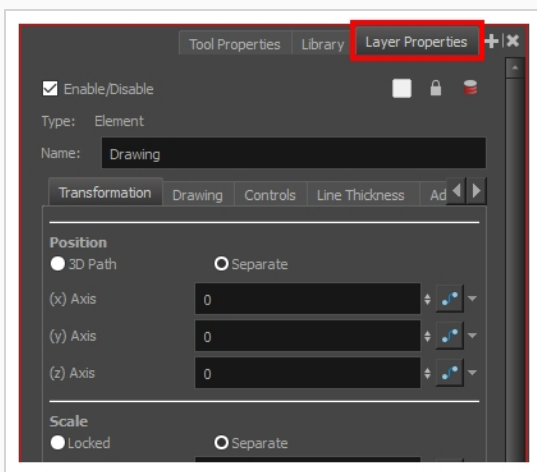 Tool Properties Library Layer Properties
Enable/Disable
Type: Element
Name: Drawing
Transformation Drawing Controls Line Thickness Ad
Position
3D Path Separate
(x) Axis 0
(y) Axis 0
(z) Axis 0
Scale
Locked Separate